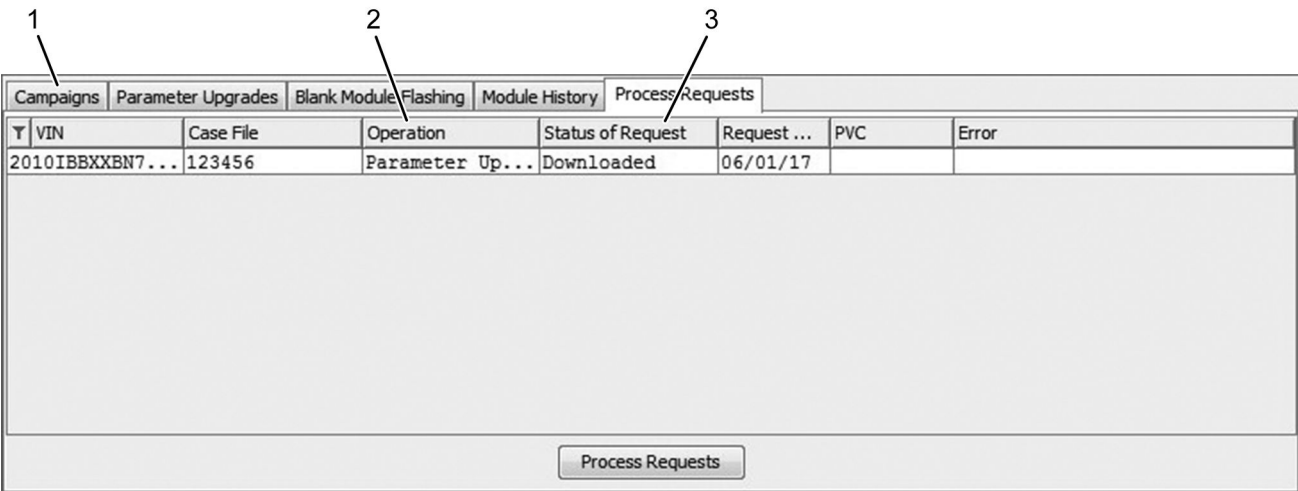 1 2 3
Campaigns Parameter Upgrades Blank Module Flashing Module History Process Requests
VIN Case File Operation Status of Request Request ... PVC Error
2010IBBXXBN7... 123456 Parameter Up... Downloaded 06/01/17
Process Requests